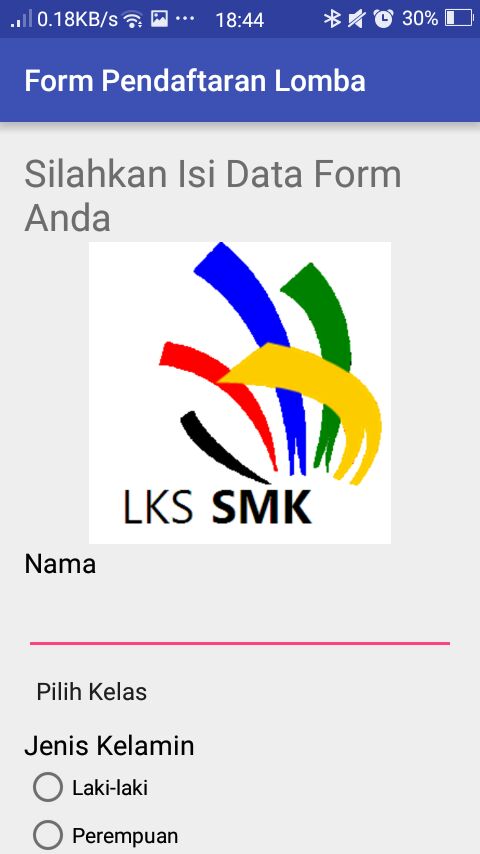 0.18KB/s ... 18:44 30%
Form Pendaftaran Lomba
Silahkan Isi Data Form
Anda
LKS SMK
Nama
Pilih Kelas
Jenis Kelamin
Laki-laki
Perempuan